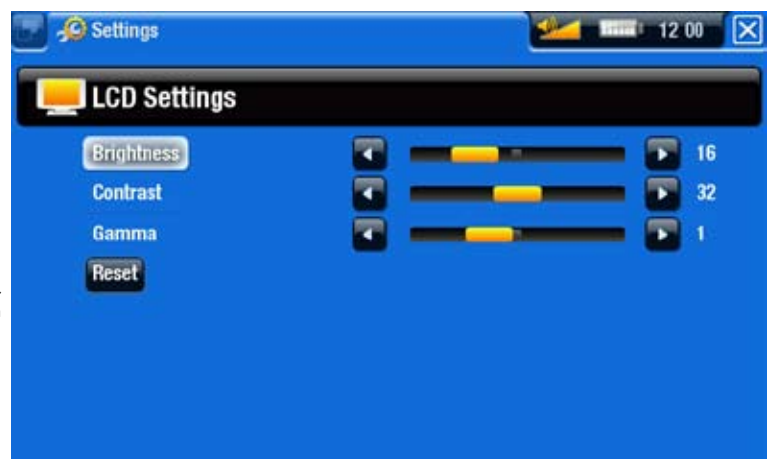 Settings
12 00
LCD Settings
Brightness 16
Contrast 32
Gamma 1
Reset